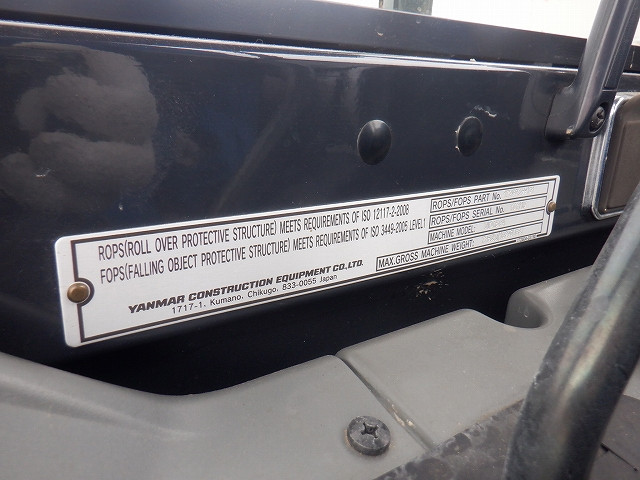 ROPS(ROLL OVER PROTECTIVE STRUCTURE) MEETS REQUIREMENTS OF ISO 12117-2-2008
FOPS(FALLING OBJECT PROTECTIVE STRUCTURE) MEETS REQUIREMENTS OF ISO 3449-2005 LEVEL1
ROPS/FOPS PART No.
ROPS/FOPS SERIAL No.
MACHINE MODEL:
MAX.GROSS MACHINE WEIGHT:
YANMAR CONSTRUCTION EQUIPMENT CO.,LTD.
1717-1, Kumano, Chikugo, 833-0055 Japan